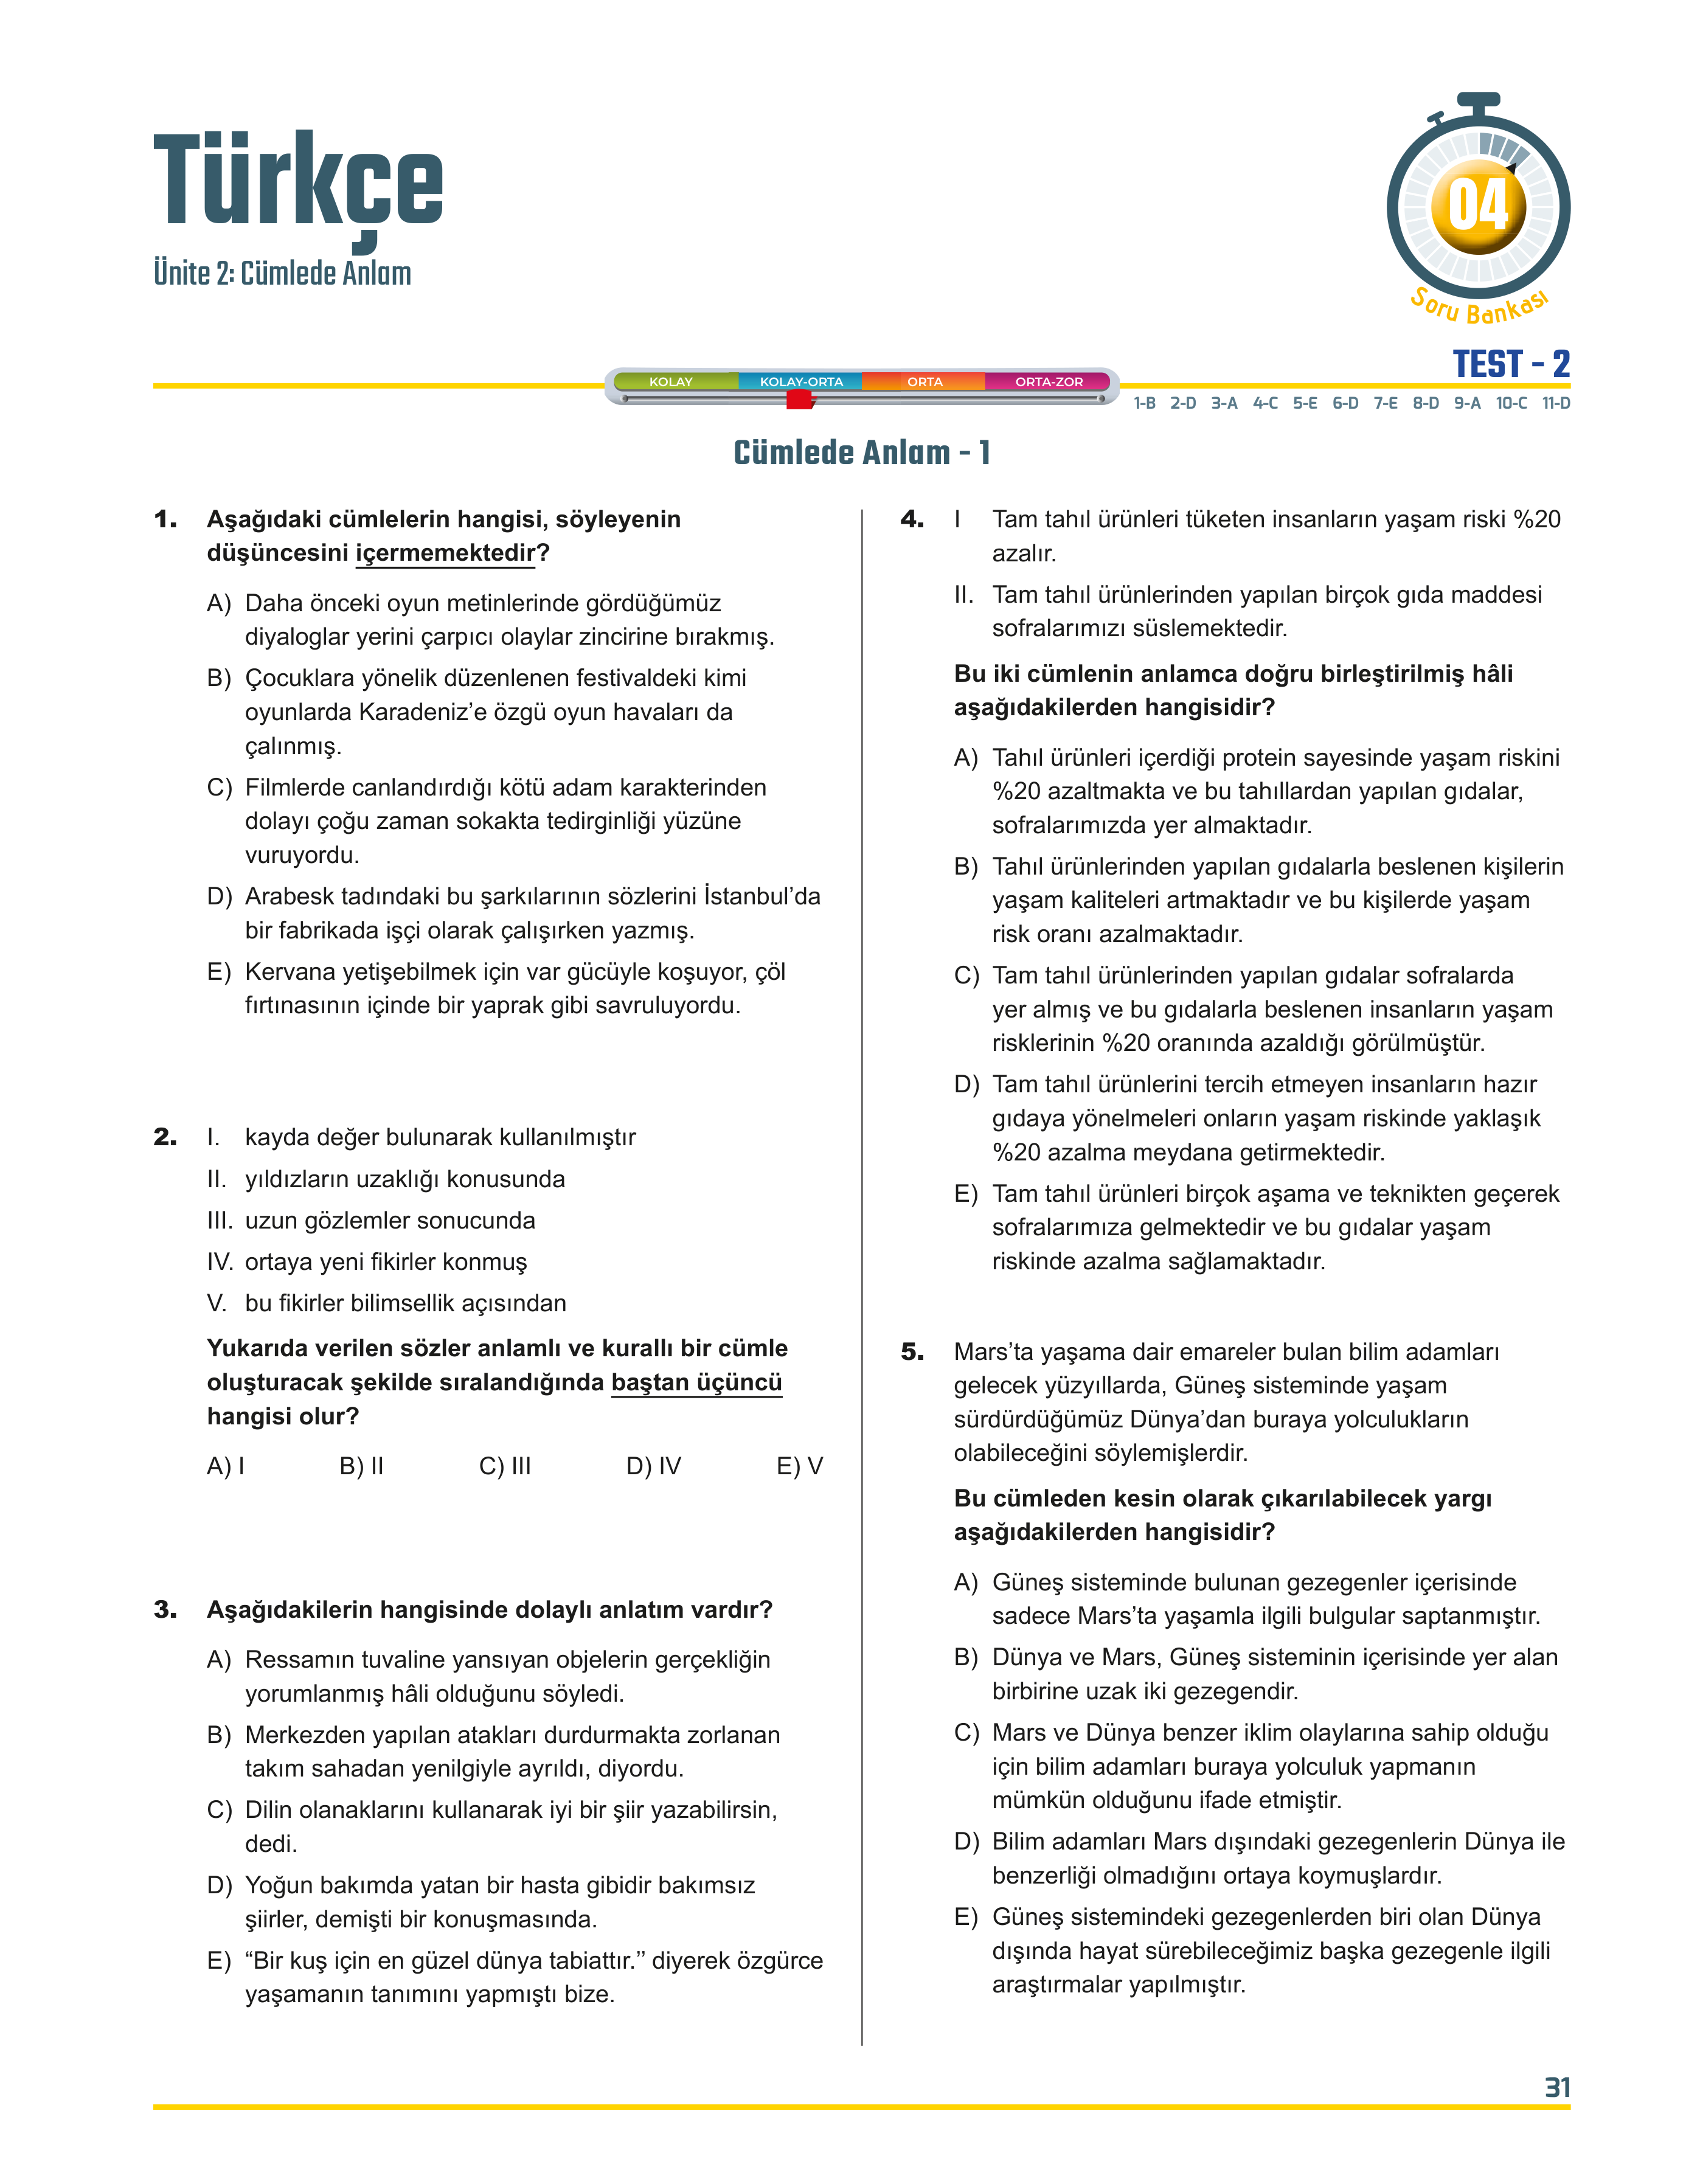 Türkçe
Ünite 2: Cümlede Anlam
04
Soru Bankası
TEST - 2
KOLAY KOLAY-ORTA ORTA ORTA-ZOR
1-B 2-D 3-A 4-C 5-E 6-D 7-E 8-D 9-A 10-C 11-D
Cümlede Anlam - 1
1. Aşağıdaki cümlelerin hangisi, söyleyenin
düşüncesini içermemektedir?
A) Daha önceki oyun metinlerinde gördüğümüz
diyaloglar yerini çarpıcı olaylar zincirine bırakmış.
B) Çocuklara yönelik düzenlenen festivaldeki kimi
oyunlarda Karadeniz’e özgü oyun havaları da
çalınmış.
C) Filmlerde canlandırdığı kötü adam karakterinden
dolayı çoğu zaman sokakta tedirginliği yüzüne
vuruyordu.
D) Arabesk tadındaki bu şarkılarının sözlerini İstanbul’da
bir fabrikada işçi olarak çalışırken yazmış.
E) Kervana yetişebilmek için var gücüyle koşuyor, çöl
fırtınasının içinde bir yaprak gibi savruluyordu.
2. I. kayda değer bulunarak kullanılmıştır
II. yıldızların uzaklığı konusunda
III. uzun gözlemler sonucunda
IV. ortaya yeni fikirler konmuş
V. bu fikirler bilimsellik açısından
Yukarıda verilen sözler anlamlı ve kurallı bir cümle
oluşturacak şekilde sıralandığında baştan üçüncü
hangisi olur?
A) I B) II C) III D) IV E) V
3. Aşağıdakilerin hangisinde dolaylı anlatım vardır?
A) Ressamın tuvaline yansıyan objelerin gerçekliğin
yorumlanmış hâli olduğunu söyledi.
B) Merkezden yapılan atakları durdurmakta zorlanan
takım sahadan yenilgiyle ayrıldı, diyordu.
C) Dilin olanaklarını kullanarak iyi bir şiir yazabilirsin,
dedi.
D) Yoğun bakımda yatan bir hasta gibidir bakımsız
şiirler, demişti bir konuşmasında.
E) “Bir kuş için en güzel dünya tabiattır.’’ diyerek özgürce
yaşamanın tanımını yapmıştı bize.
4. I Tam tahıl ürünleri tüketen insanların yaşam riski %20
azalır.
II. Tam tahıl ürünlerinden yapılan birçok gıda maddesi
sofralarımızı süslemektedir.
Bu iki cümlenin anlamca doğru birleştirilmiş hâli
aşağıdakilerden hangisidir?
A) Tahıl ürünleri içerdiği protein sayesinde yaşam riskini
%20 azaltmakta ve bu tahıllardan yapılan gıdalar,
sofralarımızda yer almaktadır.
B) Tahıl ürünlerinden yapılan gıdalarla beslenen kişilerin
yaşam kaliteleri artmaktadır ve bu kişilerde yaşam
risk oranı azalmaktadır.
C) Tam tahıl ürünlerinden yapılan gıdalar sofralarda
yer almış ve bu gıdalarla beslenen insanların yaşam
risklerinin %20 oranında azaldığı görülmüştür.
D) Tam tahıl ürünlerini tercih etmeyen insanların hazır
gıdaya yönelmeleri onların yaşam riskinde yaklaşık
%20 azalma meydana getirmektedir.
E) Tam tahıl ürünleri birçok aşama ve teknikten geçerek
sofralarımıza gelmektedir ve bu gıdalar yaşam
riskinde azalma sağlamaktadır.
5. Mars’ta yaşama dair emareler bulan bilim adamları
gelecek yüzyıllarda, Güneş sisteminde yaşam
sürdürdüğümüz Dünya’dan buraya yolculukların
olabileceğini söylemişlerdir.
Bu cümleden kesin olarak çıkarılabilecek yargı
aşağıdakilerden hangisidir?
A) Güneş sisteminde bulunan gezegenler içerisinde
sadece Mars’ta yaşamla ilgili bulgular saptanmıştır.
B) Dünya ve Mars, Güneş sisteminin içerisinde yer alan
birbirine uzak iki gezegendir.
C) Mars ve Dünya benzer iklim olaylarına sahip olduğu
için bilim adamları buraya yolculuk yapmanın
mümkün olduğunu ifade etmiştir.
D) Bilim adamları Mars dışındaki gezegenlerin Dünya ile
benzerliği olmadığını ortaya koymuşlardır.
E) Güneş sistemindeki gezegenlerden biri olan Dünya
dışında hayat sürebileceğimiz başka gezegenle ilgili
araştırmalar yapılmıştır.
31